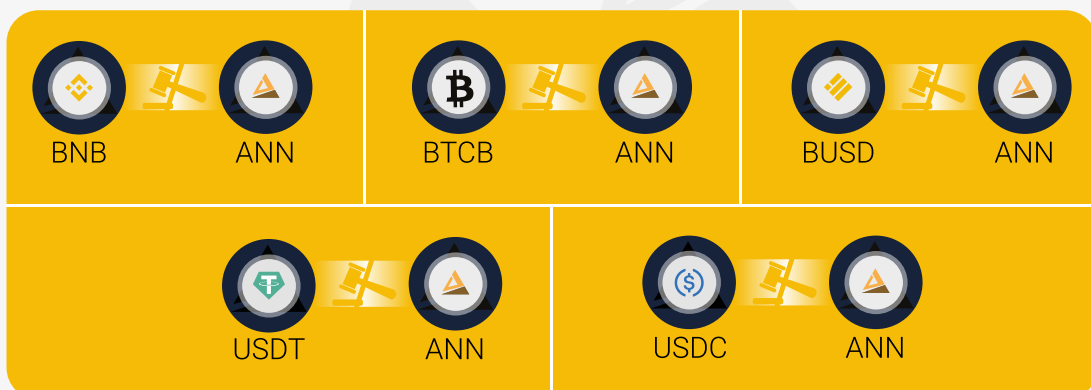 BNB ANN
BTCB ANN
BUSD ANN
USDT ANN
USDC ANN